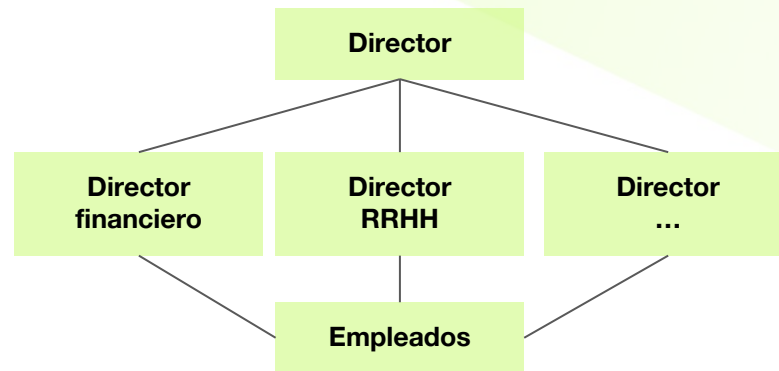 Director
Director
financiero
Director
RRHH
Director
…
Empleados